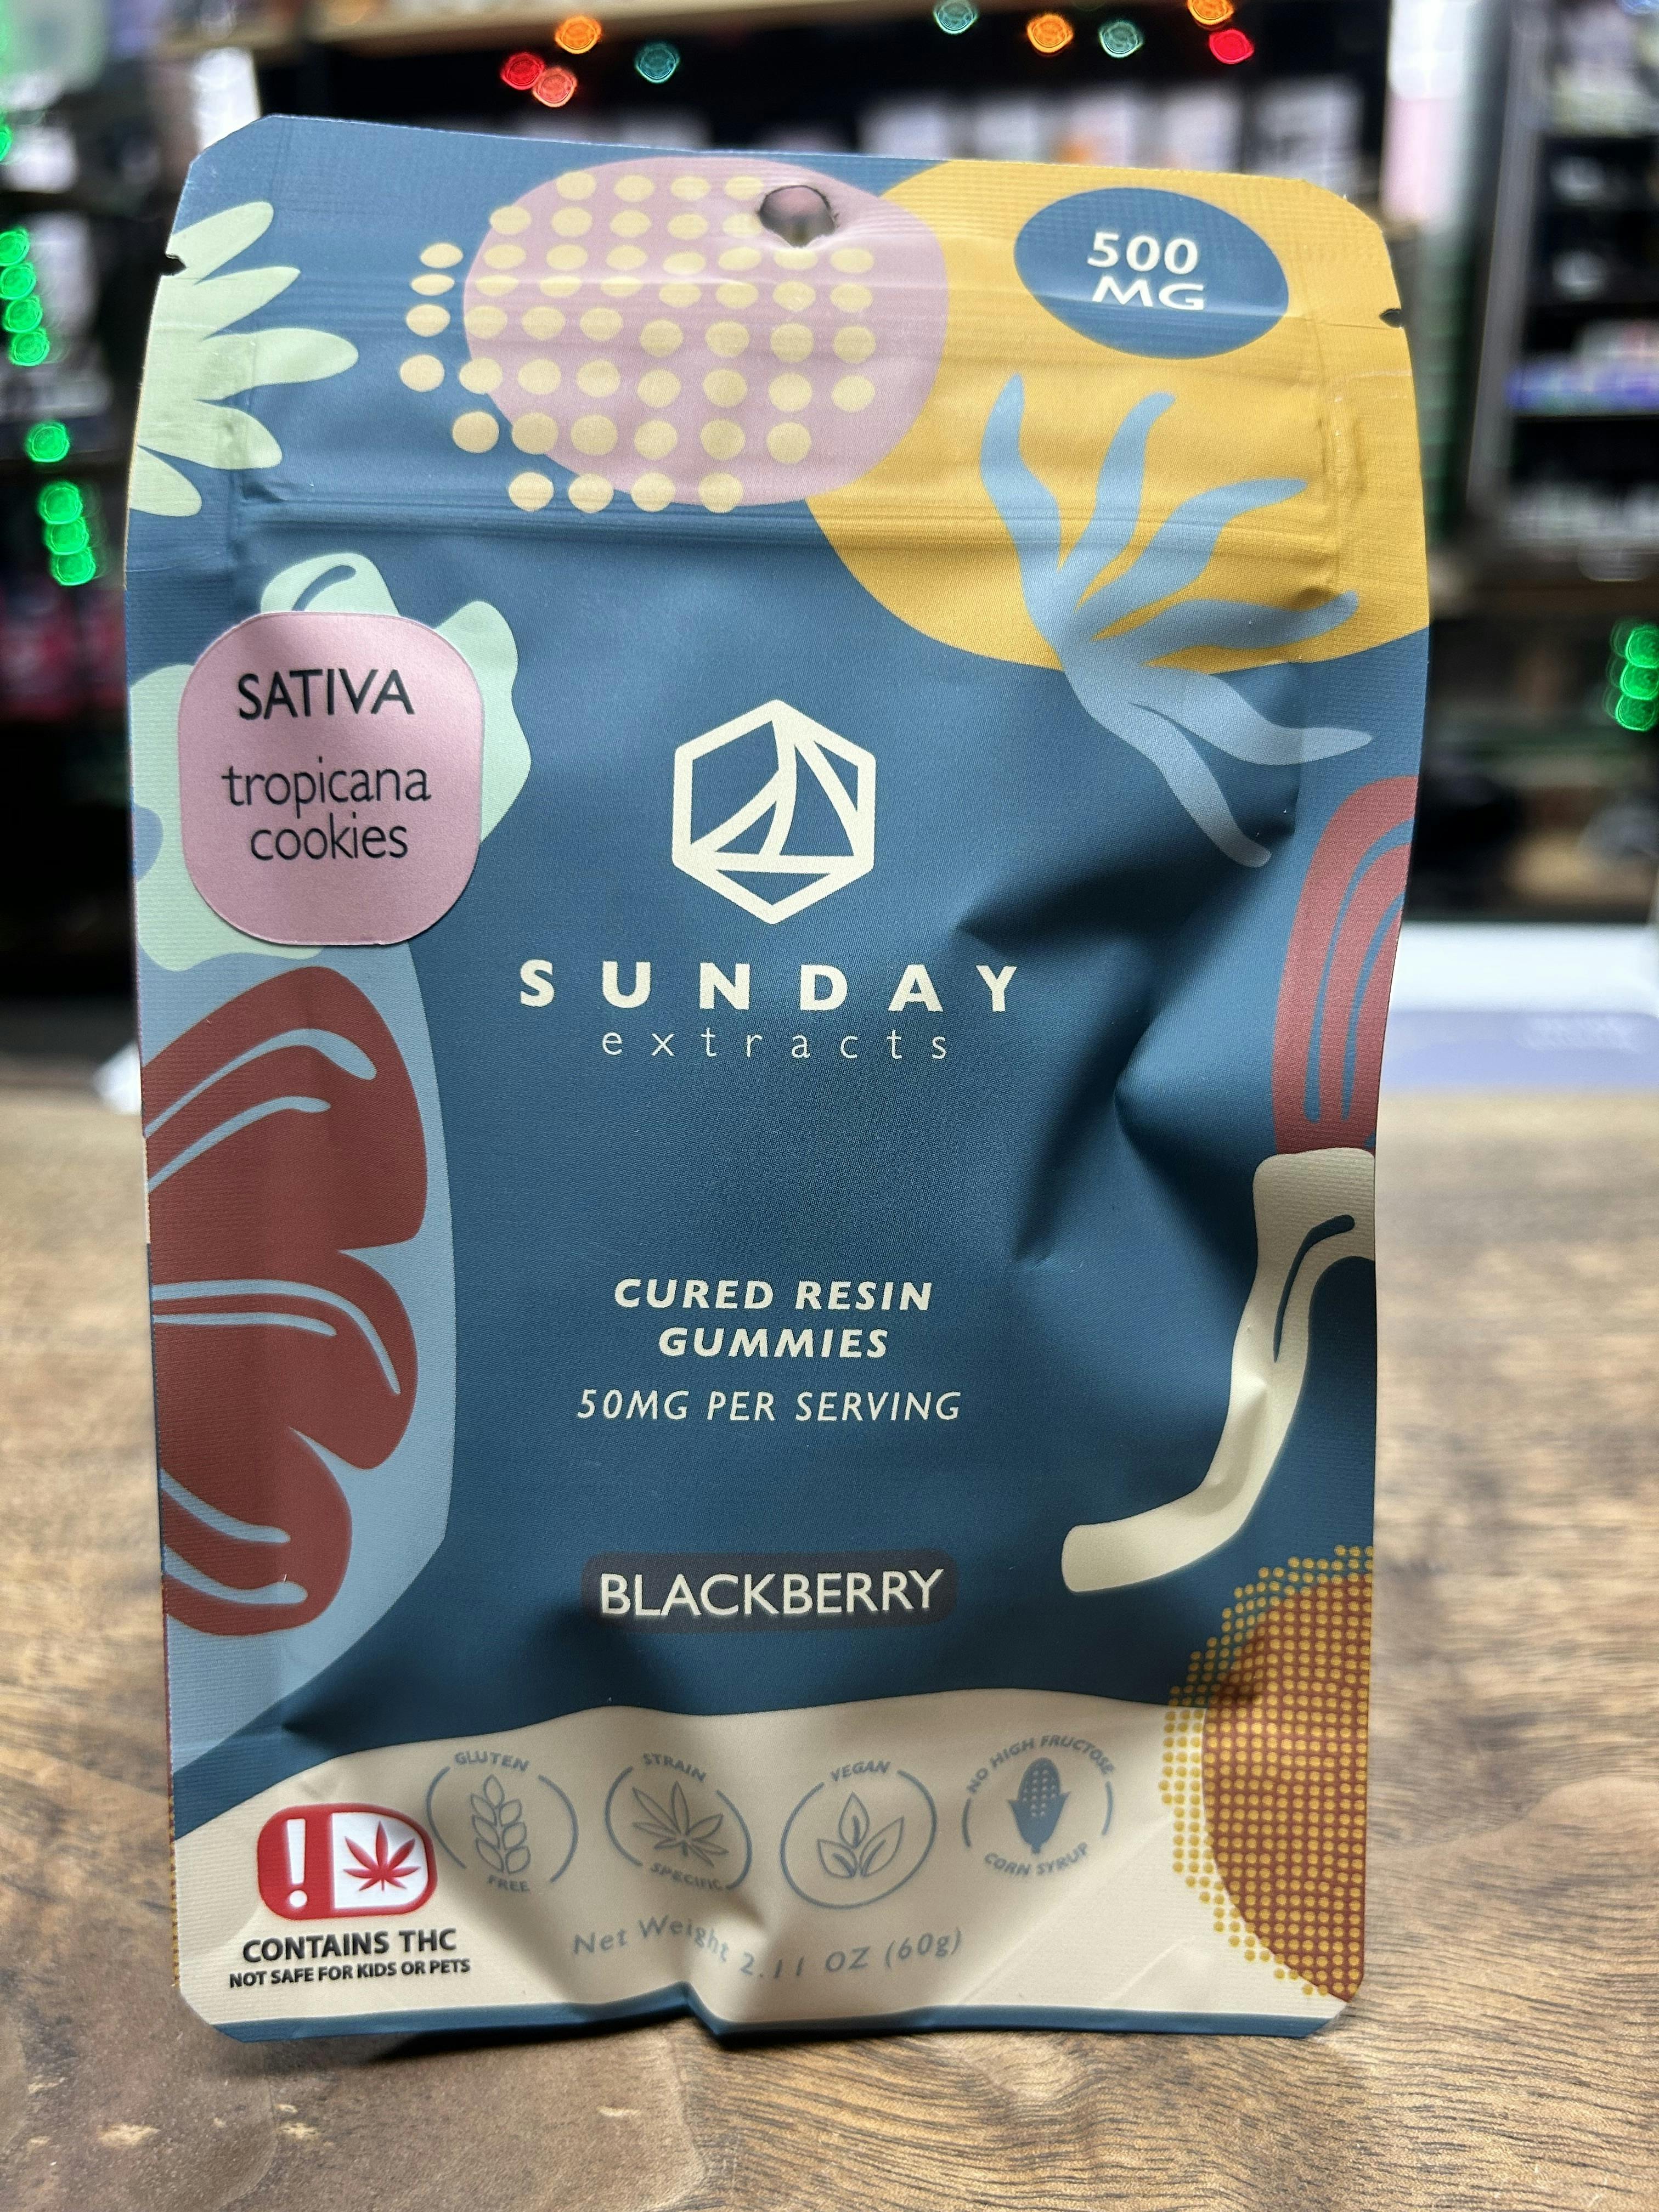 500
MG
SATIVA
tropicana
cookies
SUNDAY
extracts
CURED RESIN
GUMMIES
50MG PER SERVING
BLACKBERRY
GLUTEN
FREE
STRAIN
SPECIFIC
VEGAN
NO HIGH FRUCTOSE
CORN SYRUP
CONTAINS THC
NOT SAFE FOR KIDS OR PETS
Net Weight 2.11 OZ (60g)